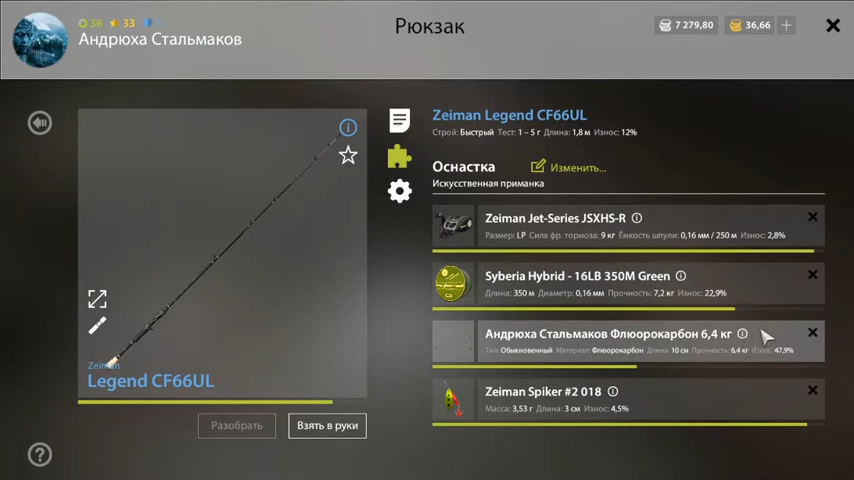 38 33
Рюкзак
7 279,80
36,66
Андрюха Стальмаков
Zeiman Legend CF66UL
Строй: Быстрый Тест: 1 – 5 г Длина: 1,8 м Износ: 12%
Оснастка
Изменить...
Искусственная приманка
Zeiman Jet-Series JSXHS-R
Размер: LP Сила фр. тормоза: 9 кг Ёмкость шпули: 0,16 мм / 250 м Износ: 2,8%
Syberia Hybrid - 16LB 350M Green
Длина: 350 м Диаметр: 0,16 мм Прочность: 7,2 кг Износ: 22,9%
Андрюха Стальмаков Флюорокарбон 6,4 кг
Тип: Обыкновенный Материал: Флюорокарбон Длина: 10 см Прочность: 6,4 кг Износ: 47,9%
Zeiman Spiker #2 018
Масса: 3,53 г Длина: 3 см Износ: 4,5%
Zeiman
Legend CF66UL
Разобрать
Взять в руки